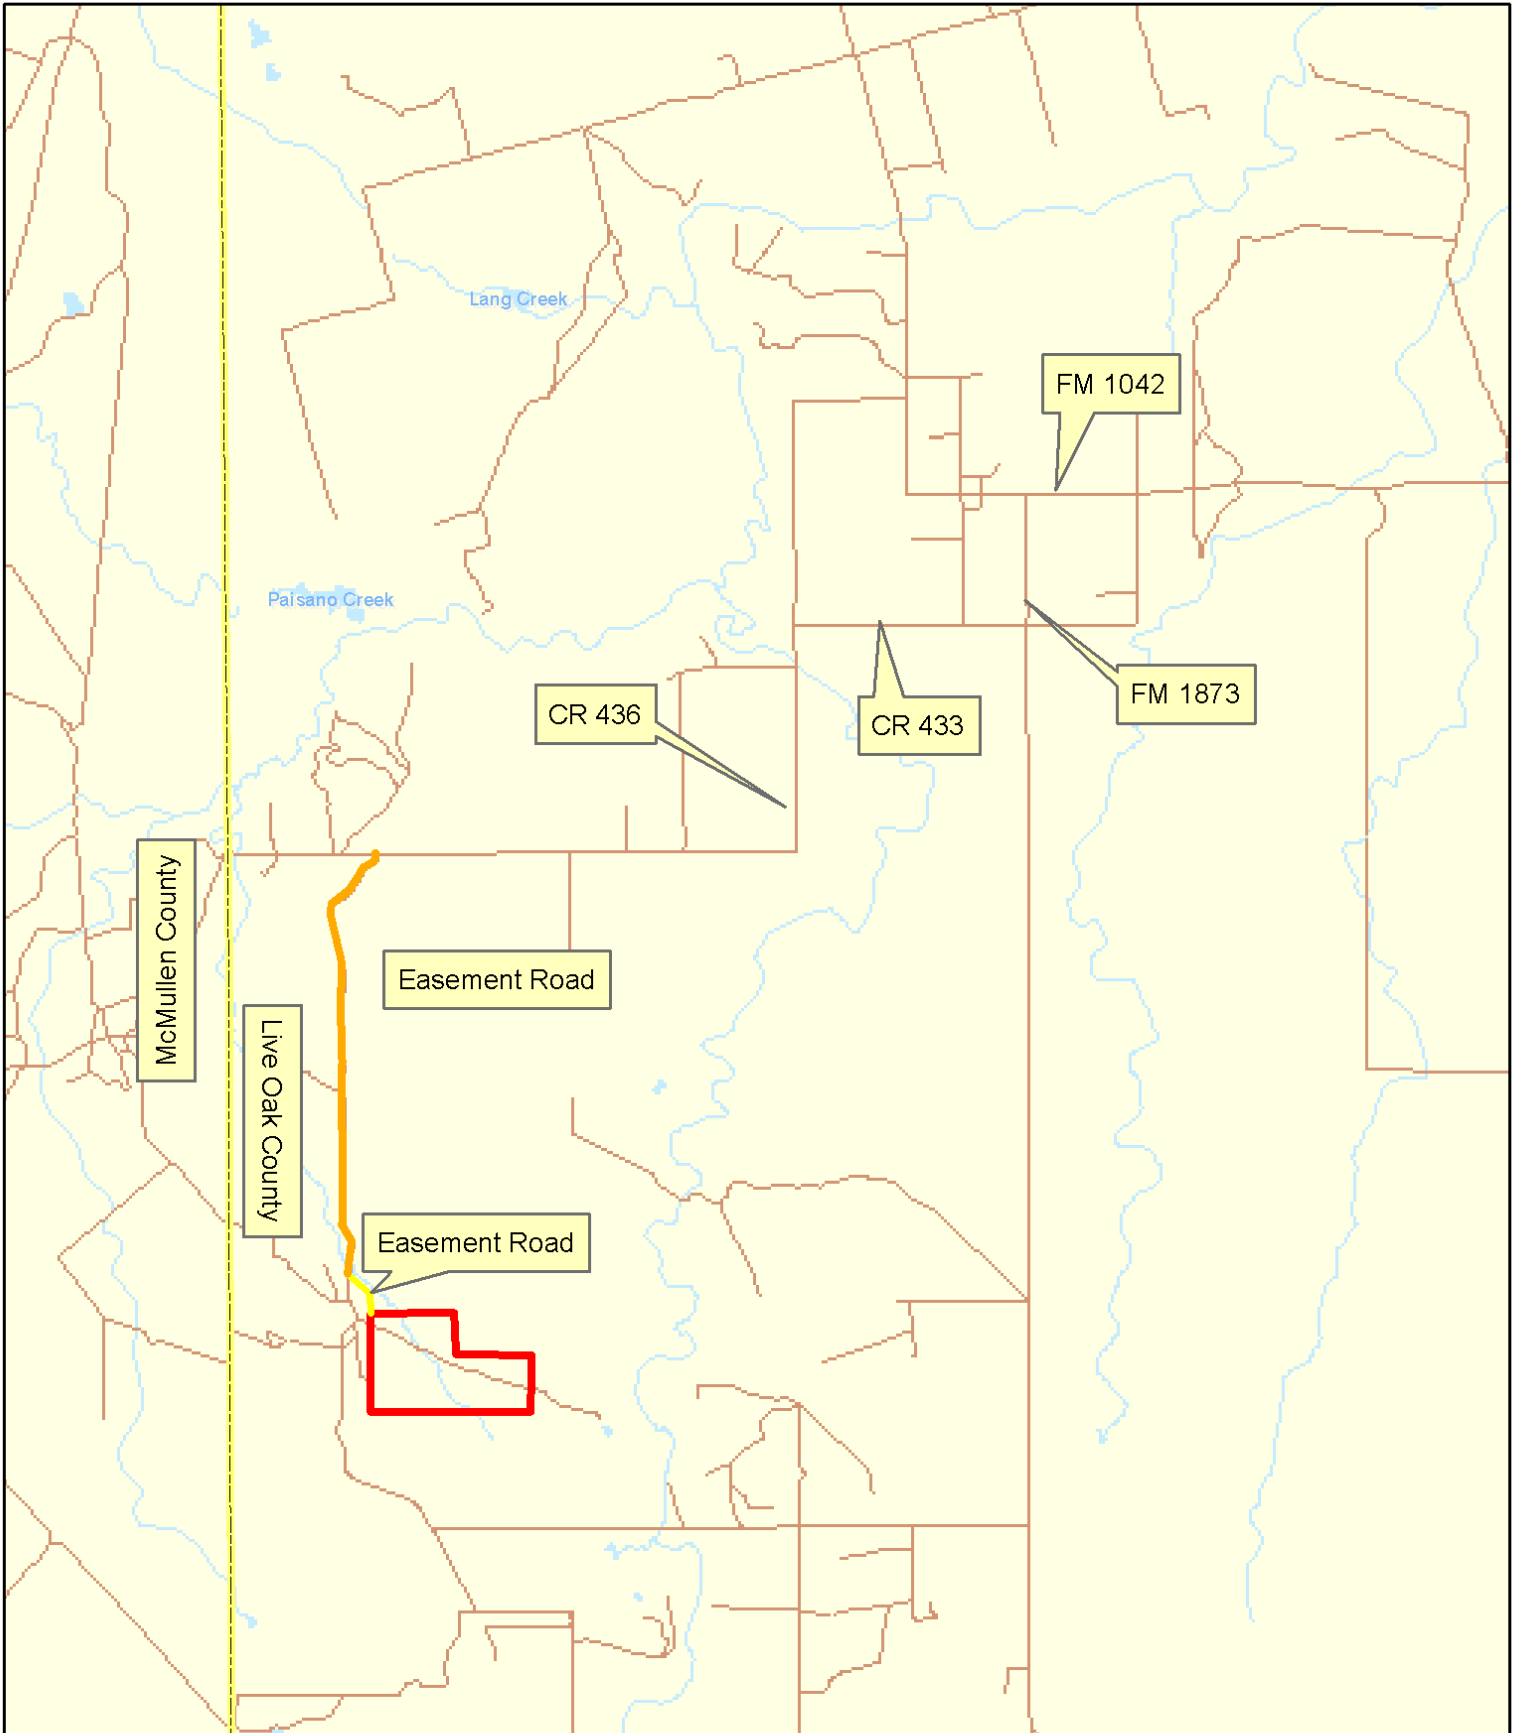 Lang Creek
FM 1042
Paisano Creek
FM 1873
CR 436
CR 433
McMullen County
Easement Road
Live Oak County
Easement Road